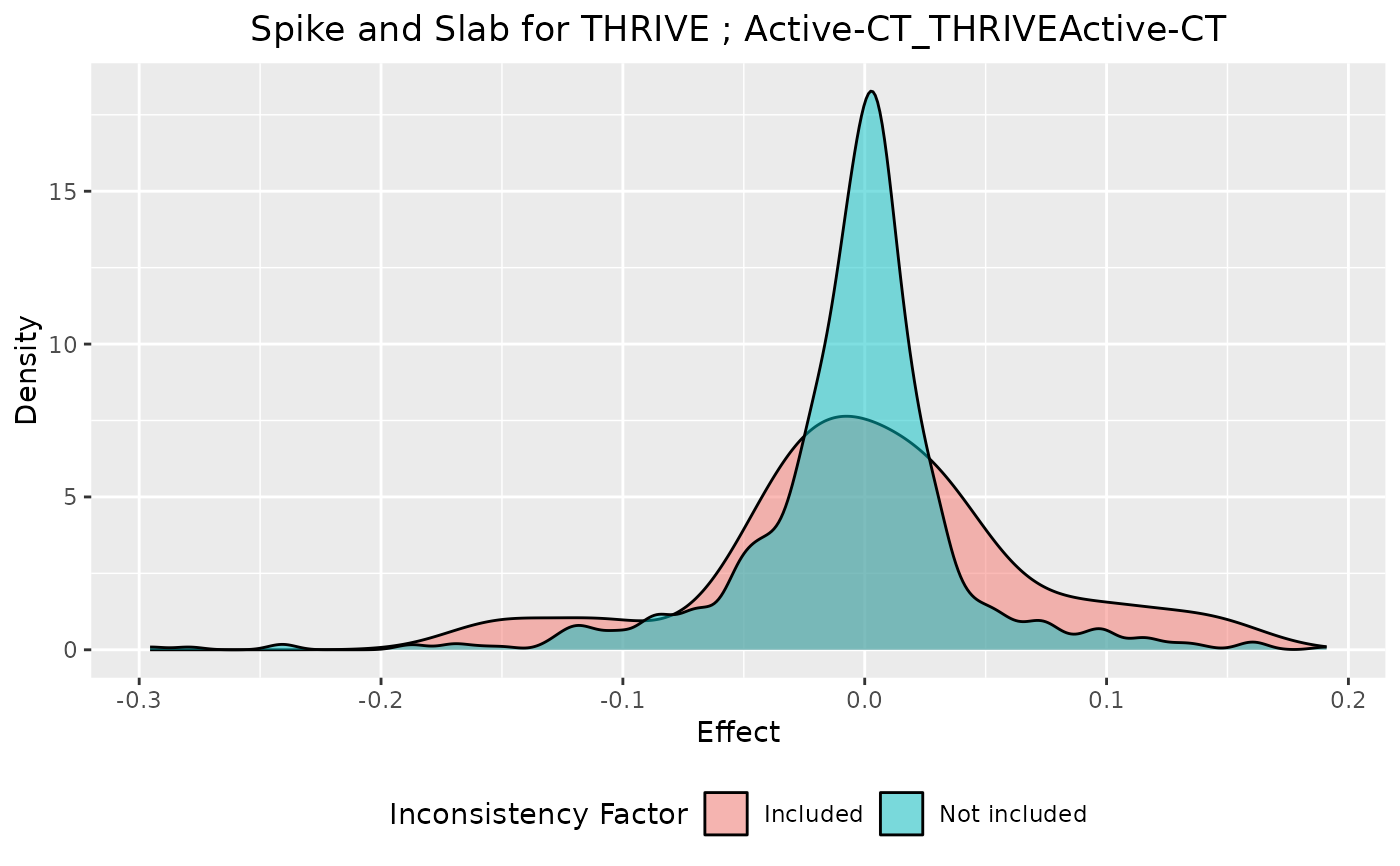 Spike and Slab for THRIVE ; Active-CT_THRIVEActive-CT
Density
15
10
5
0
-0.3 -0.2 -0.1 0.0 0.1 0.2
Effect
Inconsistency Factor Included Not included